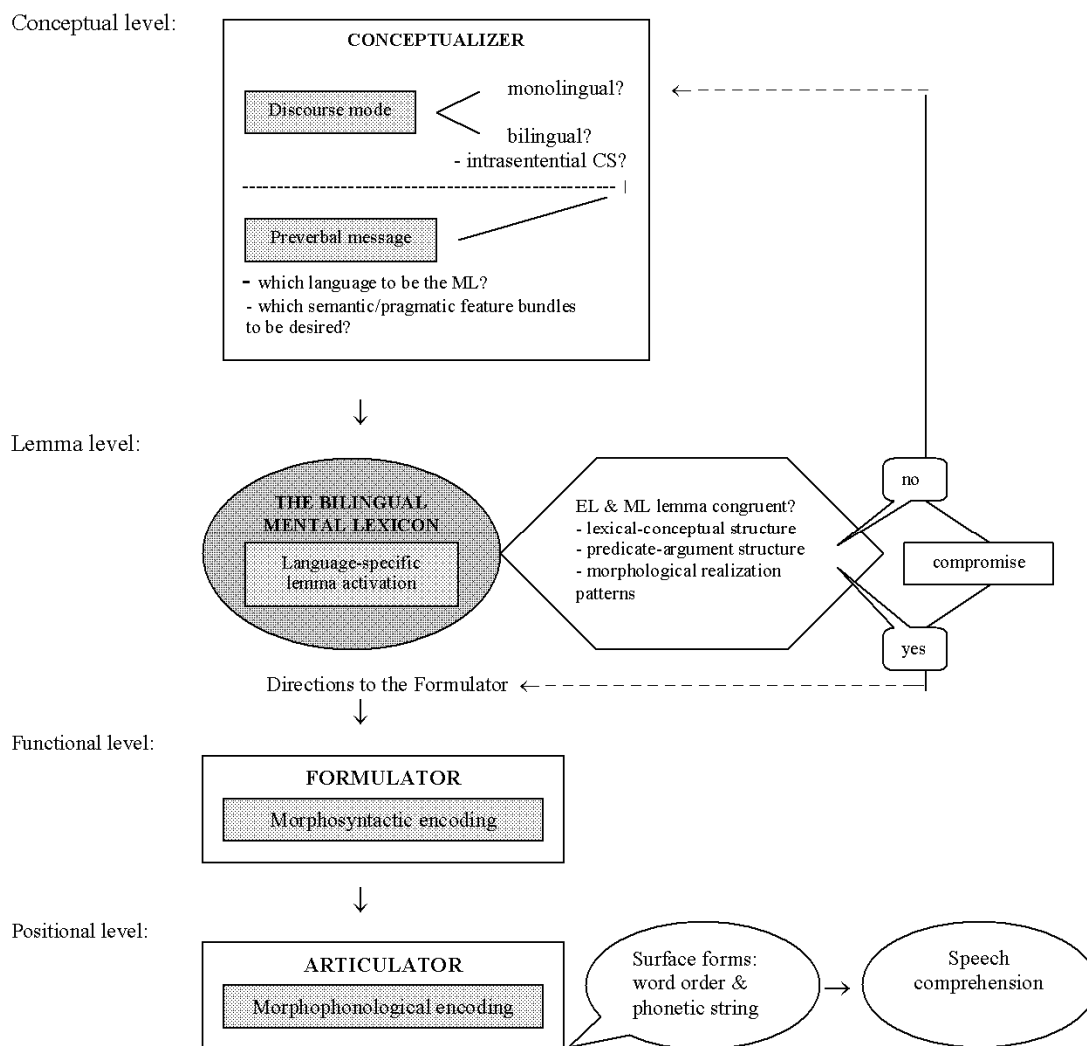 Conceptual level:
CONCEPTUALIZER
Discourse mode
monolingual?
bilingual?
- intrasentential CS?
Preverbal message
- which language to be the ML?
- which semantic/pragmatic feature bundles
to be desired?
Lemma level:
THE BILINGUAL
MENTAL LEXICON
Language-specific
lemma activation
EL & ML lemma congruent?
- lexical-conceptual structure
- predicate-argument structure
- morphological realization
patterns
no
compromise
yes
Directions to the Formulator
Functional level:
FORMULATOR
Morphosyntactic encoding
Positional level:
ARTICULATOR
Morphophonological encoding
Surface forms:
word order &
phonetic string
Speech
comprehension